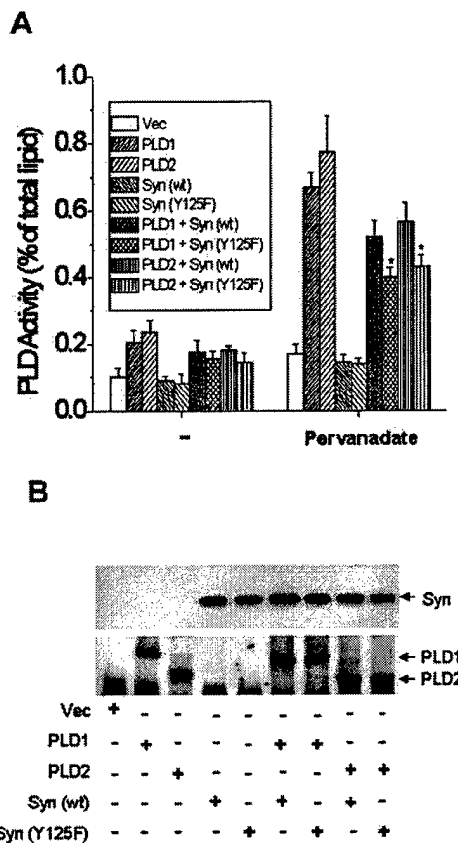 A
PLD Activity (% of total lipid)
1.0
0.8
0.6
0.4
0.2
0.0
Vec
PLD1
PLD2
Syn (wt)
Syn (Y125F)
PLD1 + Syn (wt)
PLD1 + Syn (Y125F)
PLD2 + Syn (wt)
PLD2 + Syn (Y125F)
* *
- Pervanadate
B
Syn
PLD1
PLD2
Vec + - - - - - - - -
PLD1 - + - - - + + - -
PLD2 - - + - - - - + +
Syn (wt) - - - + - + - + -
Syn (Y125F) - - - - + - + - +